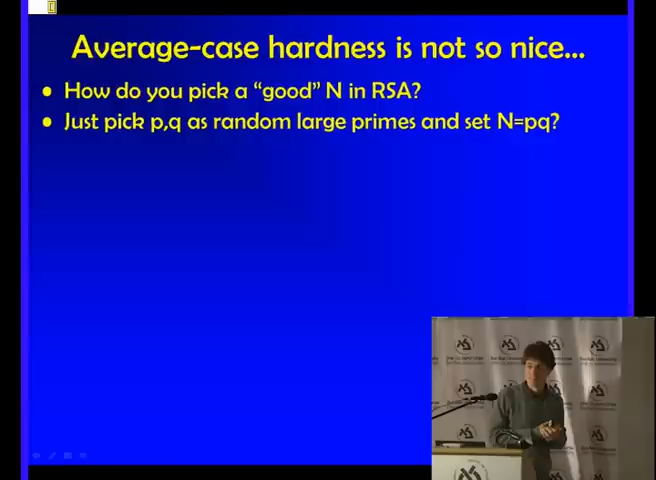 Average-case hardness is not so nice...
• How do you pick a “good” N in RSA?
• Just pick p,q as random large primes and set N=pq?